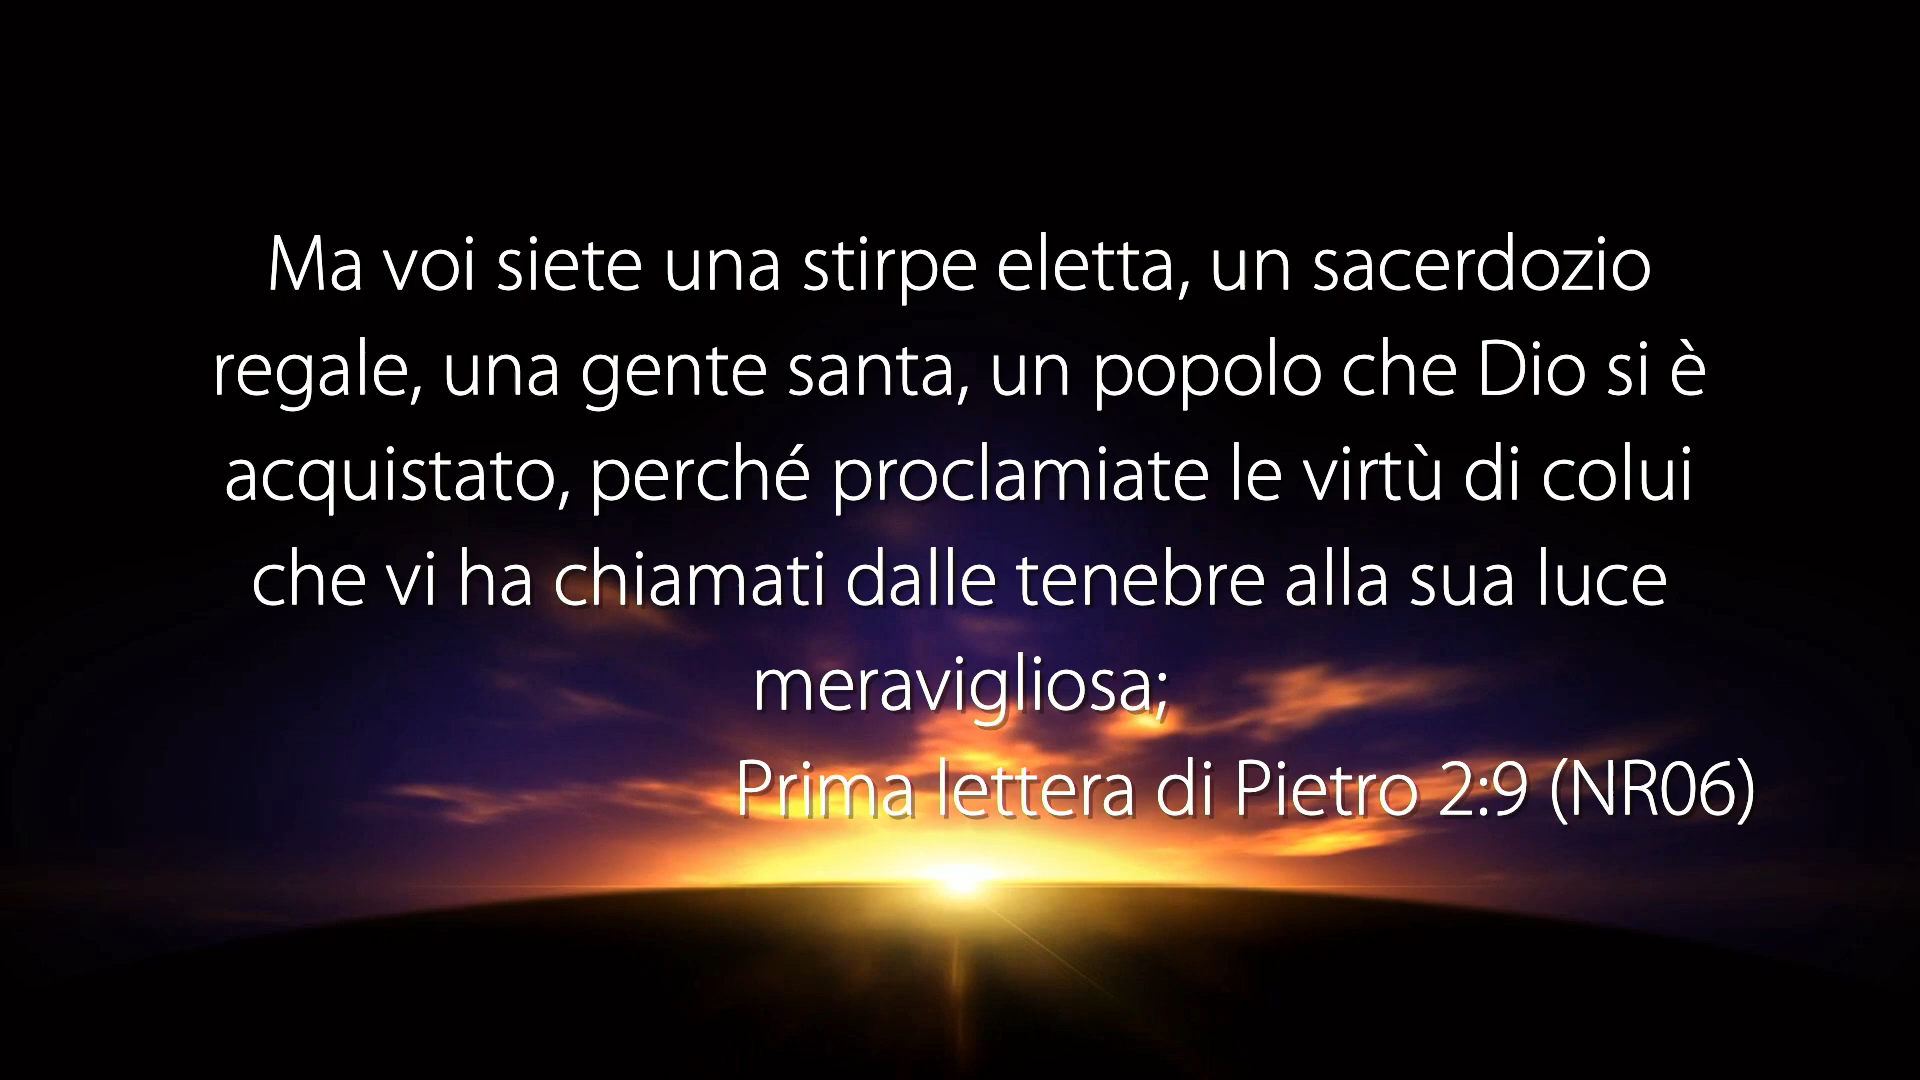 Ma voi siete una stirpe eletta, un sacerdozio
regale, una gente santa, un popolo che Dio si è
acquistato, perché proclamiate le virtù di colui
che vi ha chiamati dalle tenebre alla sua luce
meravigliosa;
Prima lettera di Pietro 2:9 (NR06)